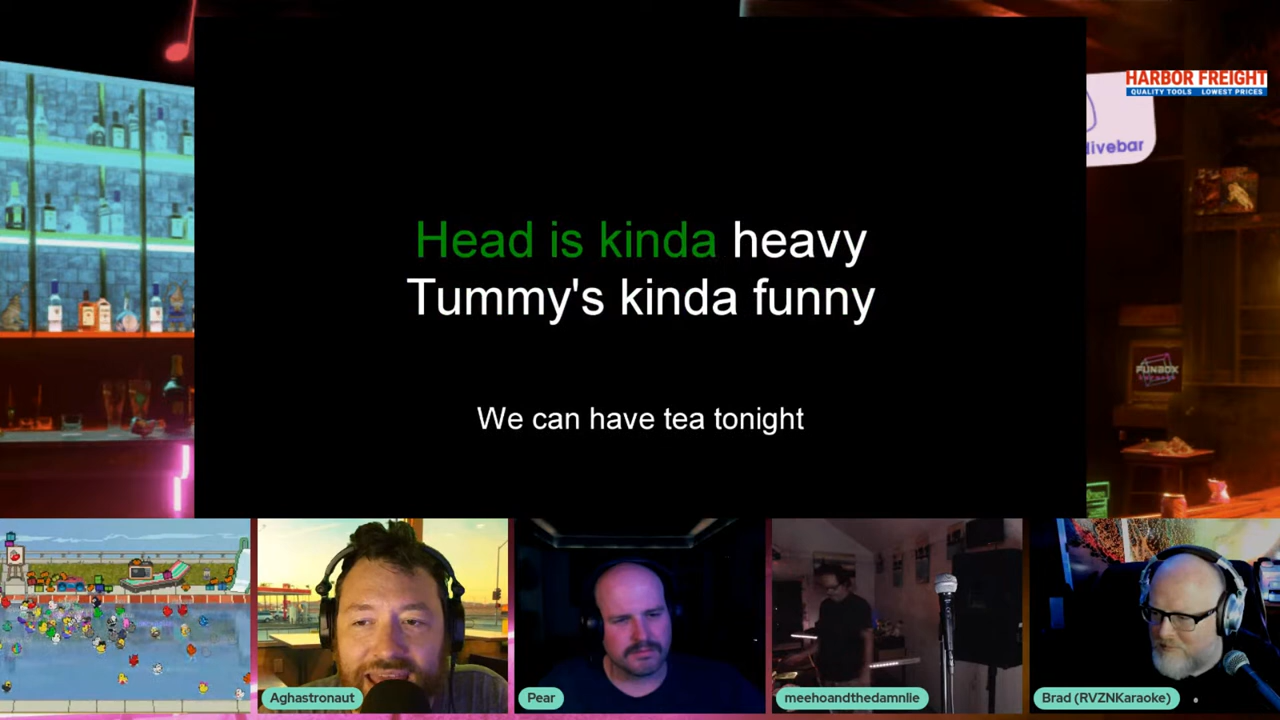 HARBOR FREIGHT
QUALITY TOOLS LOWEST PRICES
livebar
Head is kinda heavy
Tummy's kinda funny
FUNBOX
We can have tea tonight
Aghastronaut
Pear
meehoandthedamnlie
Brad (RVZNKaraoke)